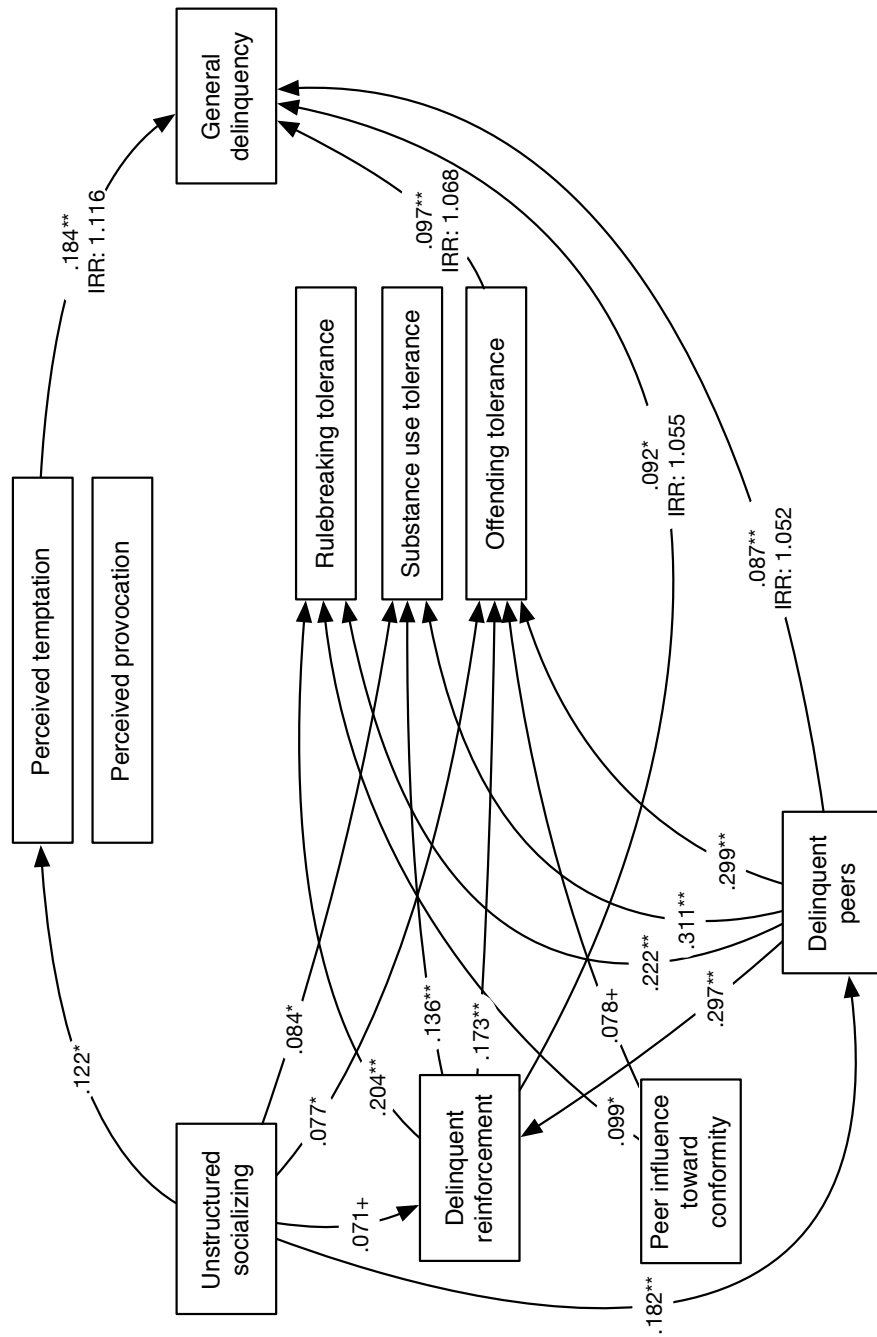 Unstructured
socializing
Delinquent
reinforcement
Peer influence
toward
conformity
Delinquent
peers
Perceived temptation
Perceived provocation
Rulebreaking tolerance
Substance use tolerance
Offending tolerance
General
delinquency
.122*
.084*
.077*
.071+
.182**
.204**
.136**
.173**
.099*
.078+
.297**
.222**
.311**
.299**
.184**
IRR: 1.116
.097**
IRR: 1.068
.092*
IRR: 1.055
.087**
IRR: 1.052